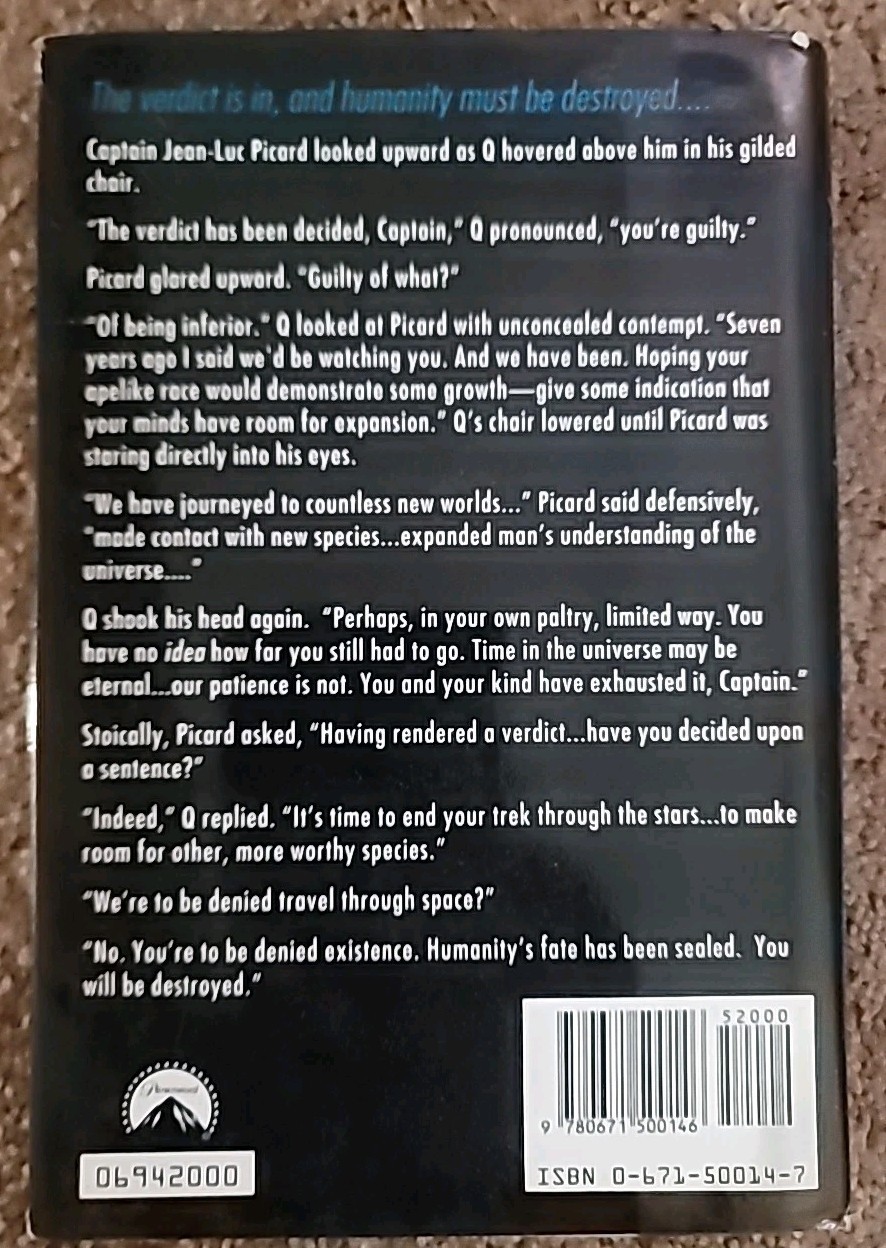 The verdict is in, and humanity must be destroyed....
Captain Jean-Luc Picard looked upward as Q hovered above him in his gilded
chair.
“The verdict has been decided, Captain,” Q pronounced, “you’re guilty.”
Picard glared upward. “Guilty of what?”
“Of being inferior.” Q looked at Picard with unconcealed contempt. “Seven
years ago I said we’d be watching you. And we have been. Hoping your
apelike race would demonstrate some growth—give some indication that
your minds have room for expansion.” Q’s chair lowered until Picard was
staring directly into his eyes.
“We have journeyed to countless new worlds...” Picard said defensively,
“made contact with new species...expanded man’s understanding of the
universe....”
Q shook his head again. “Perhaps, in your own paltry, limited way. You
have no idea how far you still had to go. Time in the universe may be
eternal...our patience is not. You and your kind have exhausted it, Captain.”
Stoically, Picard asked, “Having rendered a verdict...have you decided upon
a sentence?”
“Indeed,” Q replied. “It’s time to end your trek through the stars...to make
room for other, more worthy species.”
“We’re to be denied travel through space?”
“No. You’re to be denied existence. Humanity’s fate has been sealed. You
will be destroyed.”
52000
9 780671 500146
Paramount
06942000
ISBN 0-671-50014-7